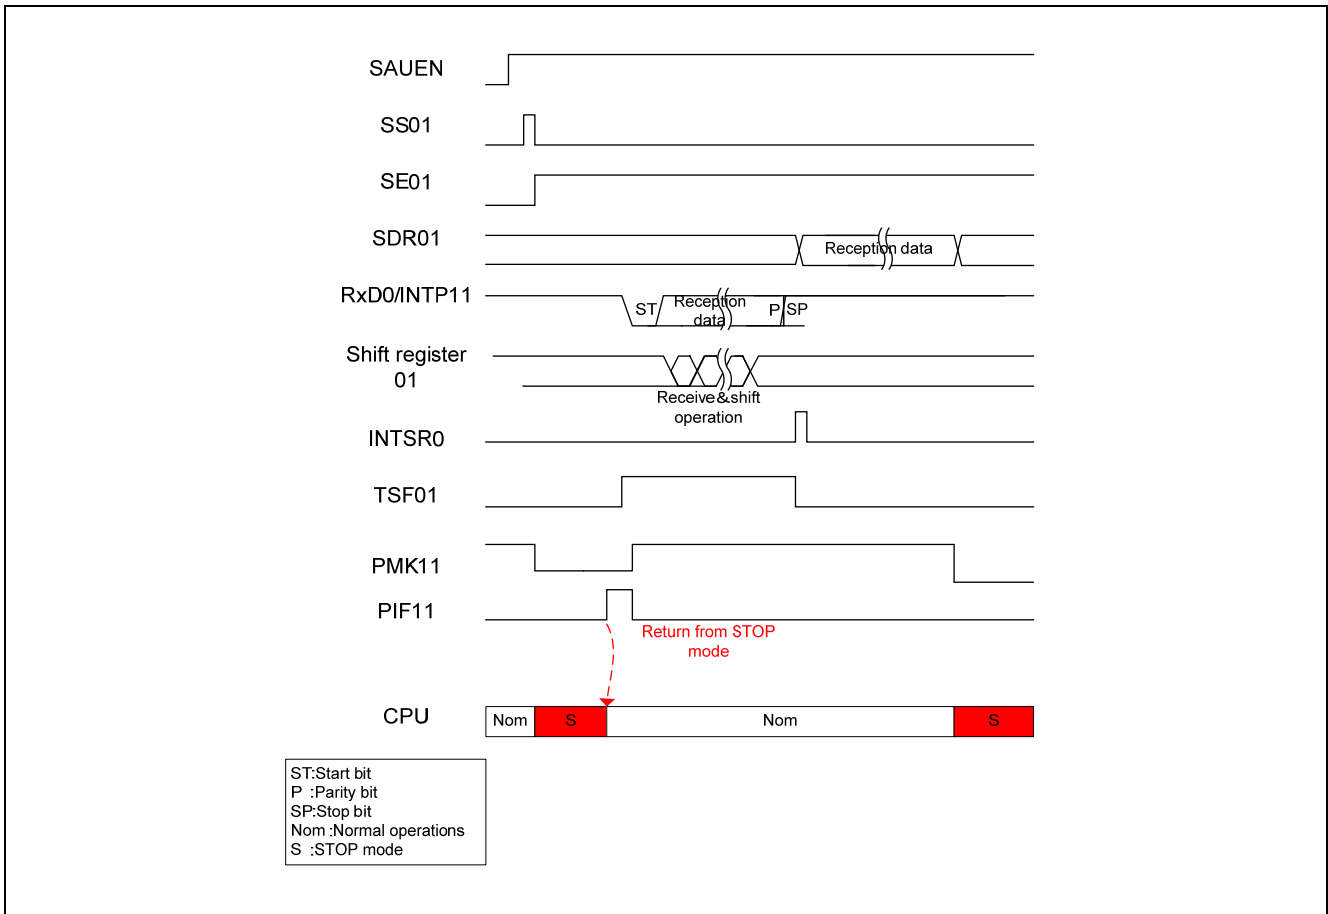 SAUEN
SS01
SE01
SDR01
Reception data
RxD0/INTP11
ST
Reception
data
P
SP
Shift register
01
Receive&shift
operation
INTSR0
TSF01
PMK11
PIF11
Return from STOP
mode
CPU
Nom
S
Nom
S
ST:Start bit
P :Parity bit
SP:Stop bit
Nom :Normal operations
S :STOP mode